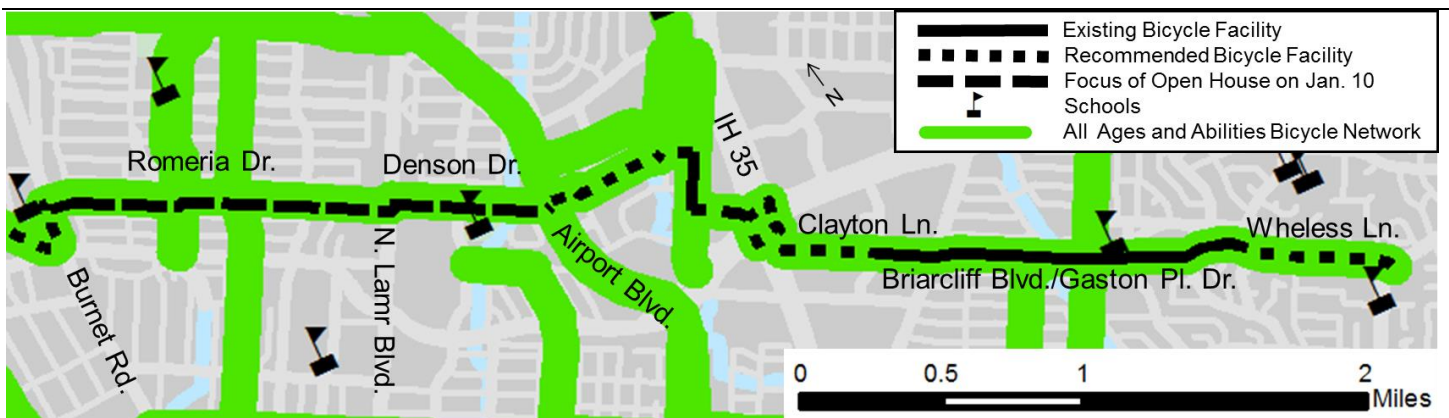 Existing Bicycle Facility
Recommended Bicycle Facility
Focus of Open House on Jan. 10
Schools
All Ages and Abilities Bicycle Network
N
IH 35
Romeria Dr.
Denson Dr.
Clayton Ln.
Wheless Ln.
Briarcliff Blvd./Gaston Pl. Dr.
Airport Blvd.
N. Lamr Blvd.
Burnet Rd.
0 0.5 1 2
Miles